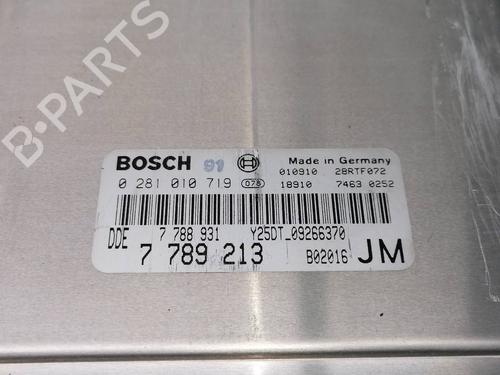 B-PARTS
BOSCH 91 Made in Germany
010910 28RTF072
0 281 010 719 075 18910 7463 0252
DDE 7 788 931 Y25DT_09266370
7 789 213 B02016 JM